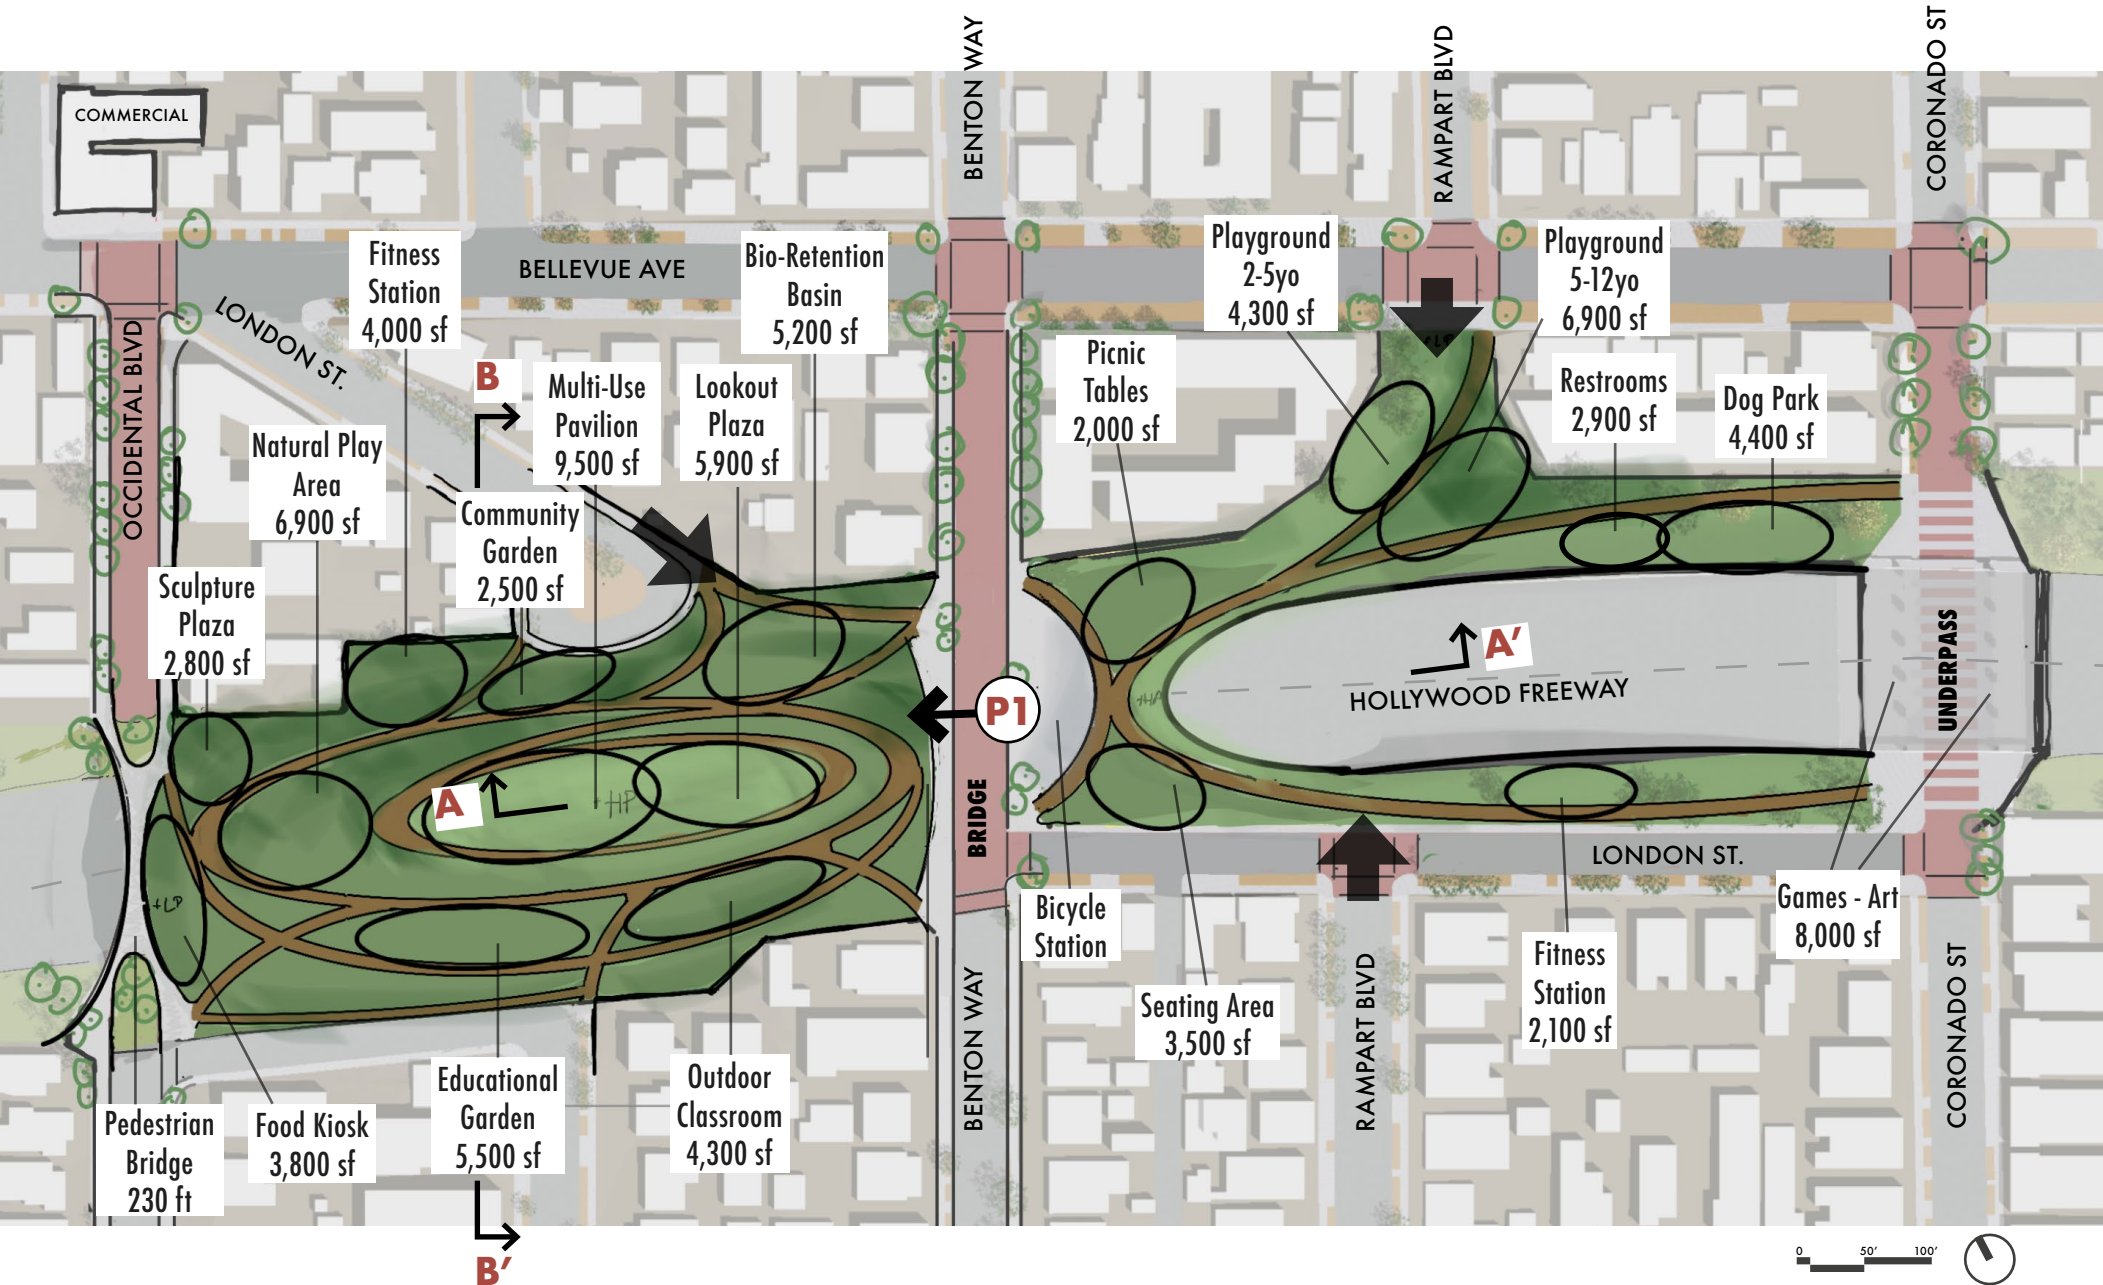 BENTON WAY
RAMPART BLVD
CORONADO ST
COMMERCIAL
Fitness
Station
4,000 sf
BELLEVUE AVE
Bio-Retention
Basin
5,200 sf
Playground
2-5yo
4,300 sf
Playground
5-12yo
6,900 sf
LONDON ST.
OCCIDENTAL BLVD
B
Multi-Use
Pavilion
9,500 sf
Lookout
Plaza
5,900 sf
Picnic
Tables
2,000 sf
+LP
Restrooms
2,900 sf
Dog Park
4,400 sf
Natural Play
Area
6,900 sf
Community
Garden
2,500 sf
Sculpture
Plaza
2,800 sf
A'
HOLLYWOOD FREEWAY
UNDERPASS
P1
+HP
A
+HP
BRIDGE
+LP
LONDON ST.
Bicycle
Station
Games - Art
8,000 sf
Fitness
Station
2,100 sf
Seating Area
3,500 sf
BENTON WAY
RAMPART BLVD
CORONADO ST
Pedestrian
Bridge
230 ft
Food Kiosk
3,800 sf
Educational
Garden
5,500 sf
Outdoor
Classroom
4,300 sf
B'
0 50' 100'